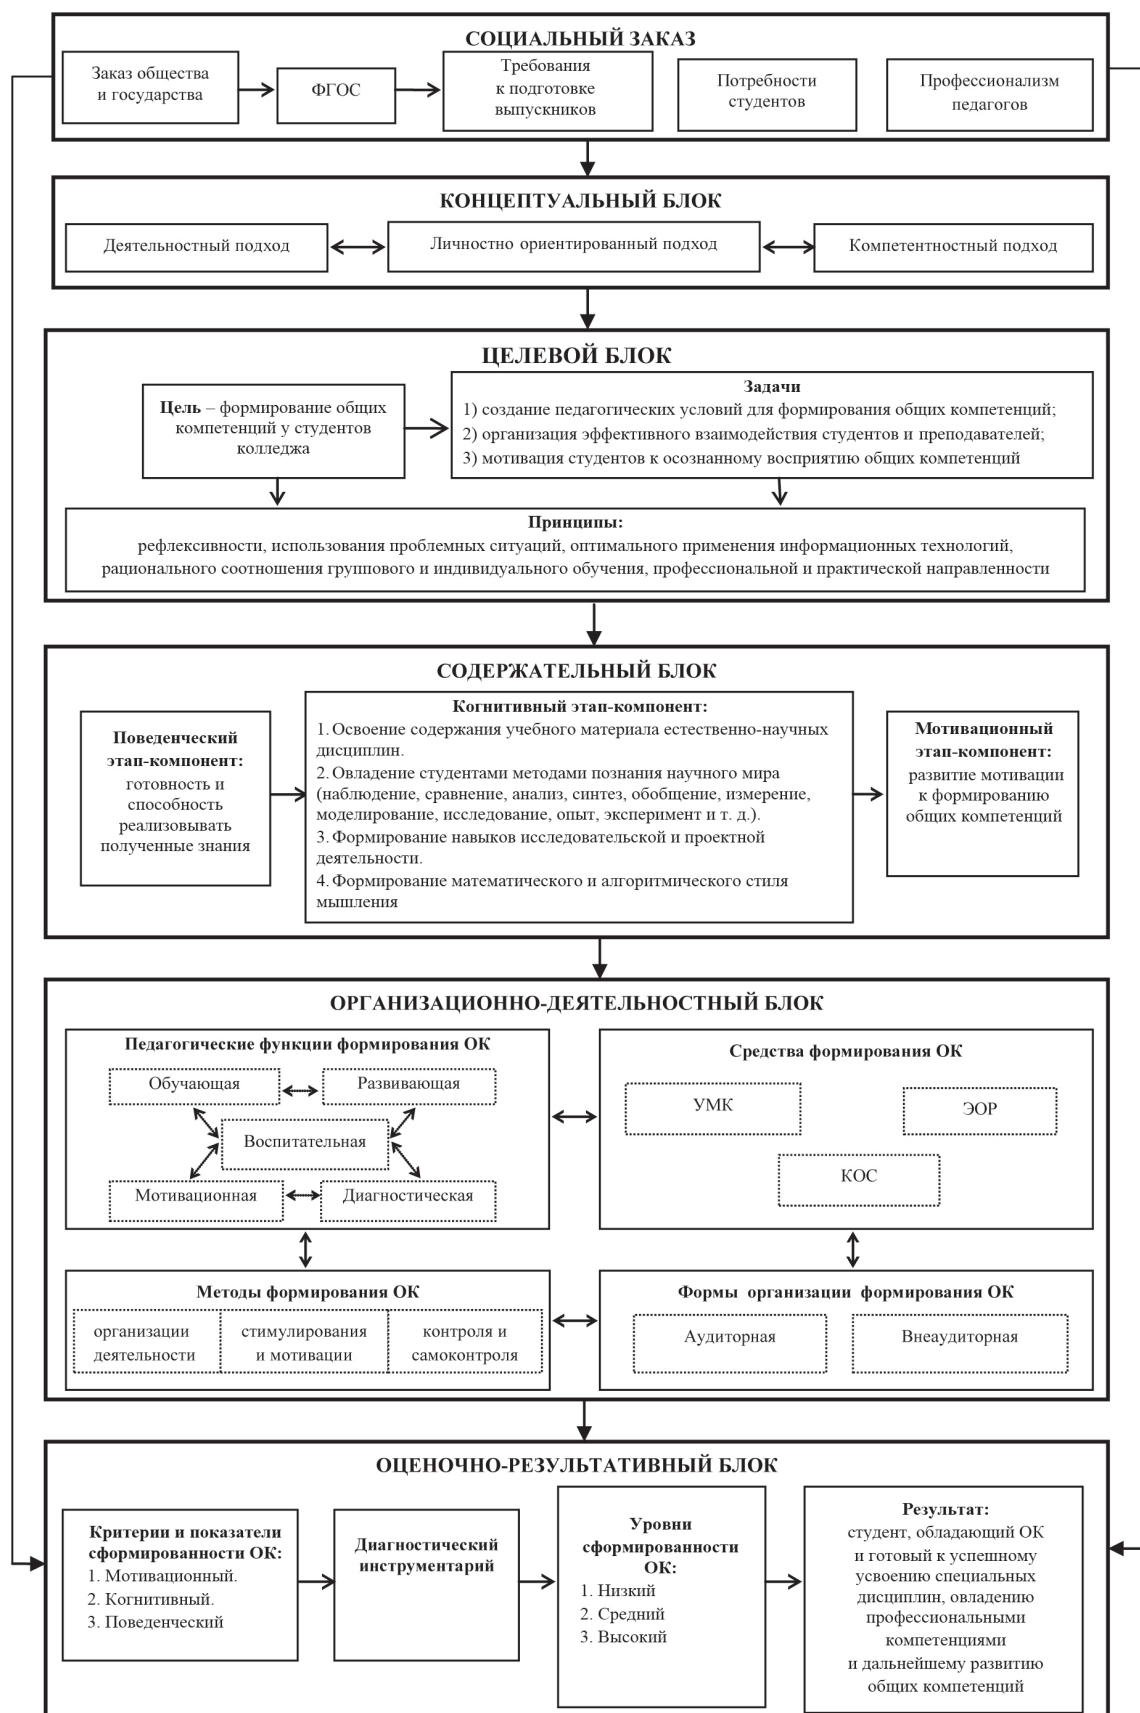 СОЦИАЛЬНЫЙ ЗАКАЗ
Заказ общества
и государства
ФГОС
Требования
к подготовке
выпускников
Потребности
студентов
Профессионализм
педагогов
КОНЦЕПТУАЛЬНЫЙ БЛОК
Деятельностный подход
Личностно ориентированный подход
Компетентностный подход
ЦЕЛЕВОЙ БЛОК
Цель – формирование общих
компетенций у студентов
колледжа
Задачи
1) создание педагогических условий для формирования общих компетенций;
2) организация эффективного взаимодействия студентов и преподавателей;
3) мотивация студентов к осознанному восприятию общих компетенций
Принципы:
рефлексивности, использования проблемных ситуаций, оптимального применения информационных технологий,
рационального соотношения группового и индивидуального обучения, профессиональной и практической направленности
СОДЕРЖАТЕЛЬНЫЙ БЛОК
Поведенческий
этап-компонент:
готовность и
способность
реализовывать
полученные знания
Когнитивный этап-компонент:
1. Освоение содержания учебного материала естественно-научных
дисциплин.
2. Овладение студентами методами познания научного мира
(наблюдение, сравнение, анализ, синтез, обобщение, измерение,
моделирование, исследование, опыт, эксперимент и т. д.).
3. Формирование навыков исследовательской и проектной
деятельности.
4. Формирование математического и алгоритмического стиля
мышления
Мотивационный
этап-компонент:
развитие мотивации
к формированию
общих компетенций
ОРГАНИЗАЦИОННО-ДЕЯТЕЛЬНОСТНЫЙ БЛОК
Педагогические функции формирования ОК
Обучающая
Развивающая
Воспитательная
Мотивационная
Диагностическая
Средства формирования ОК
УМК
ЭОР
КОС
Методы формирования ОК
организации
деятельности
стимулирования
и мотивации
контроля и
самоконтроля
Формы организации формирования ОК
Аудиторная
Внеаудиторная
ОЦЕНОЧНО-РЕЗУЛЬТАТИВНЫЙ БЛОК
Критерии и показатели
сформированности ОК:
1. Мотивационный.
2. Когнитивный.
3. Поведенческий
Диагностический
инструментарий
Уровни
сформированности
ОК:
1. Низкий
2. Средний
3. Высокий
Результат:
студент, обладающий ОК
и готовый к успешному
усвоению специальных
дисциплин, овладению
профессиональными
компетенциями
и дальнейшему развитию
общих компетенций